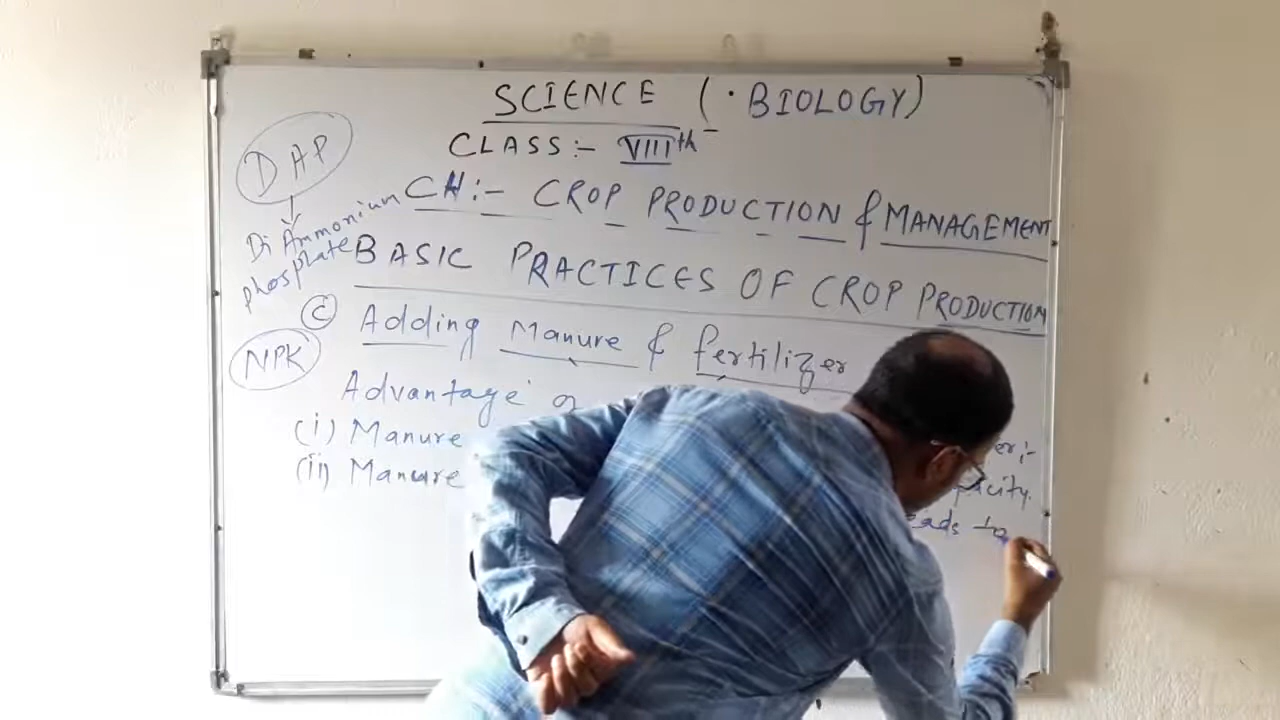 SCIENCE (· BIOLOGY)
CLASS:- VIIIth
DAP
Di Ammonium
phosphate
CH:- CROP PRODUCTION & MANAGEMENT
BASIC PRACTICES OF CROP PRODUCTION
(C) Adding Manure & fertilizer
NPK
Advantage
(i) Manure
(ii) Manure
to